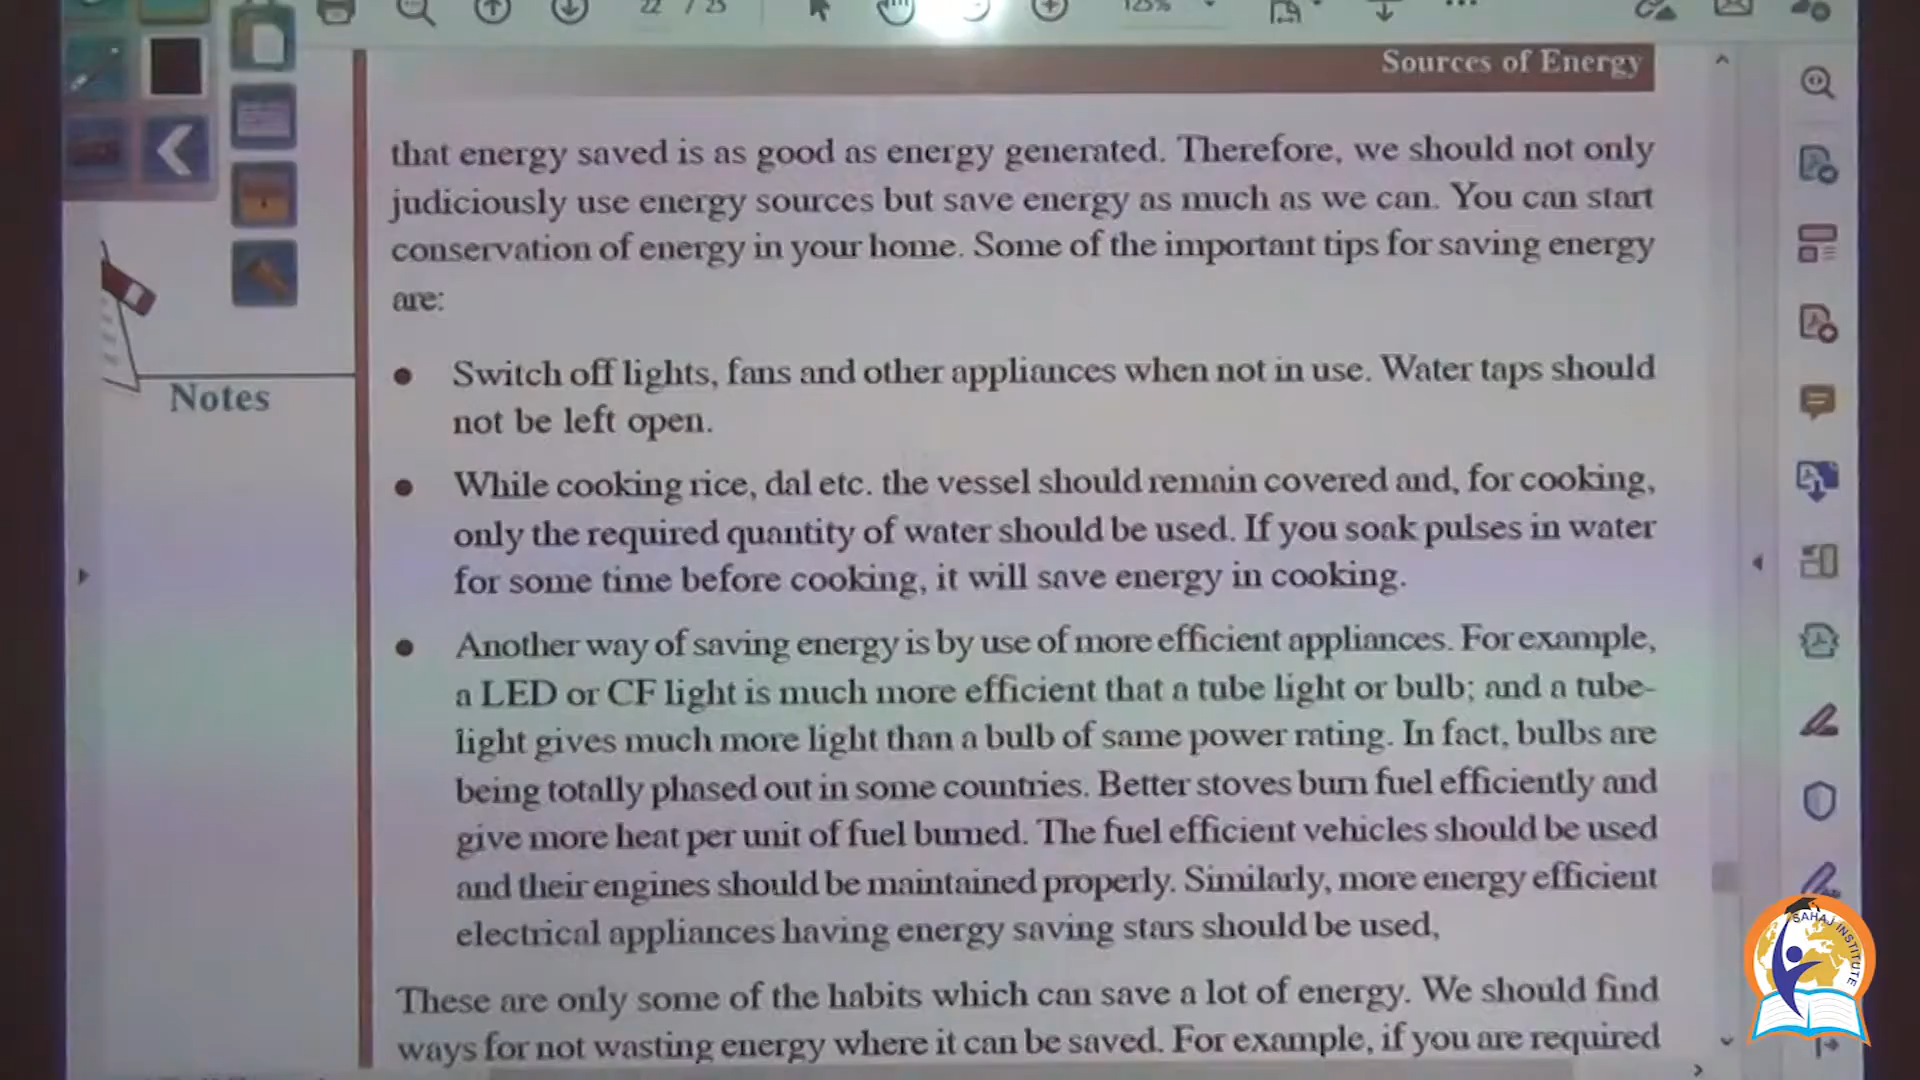 22 / 25
125%
Sources of Energy
that energy saved is as good as energy generated. Therefore, we should not only
judiciously use energy sources but save energy as much as we can. You can start
conservation of energy in your home. Some of the important tips for saving energy
are:
Notes
• Switch off lights, fans and other appliances when not in use. Water taps should
not be left open.
• While cooking rice, dal etc. the vessel should remain covered and, for cooking,
only the required quantity of water should be used. If you soak pulses in water
for some time before cooking, it will save energy in cooking.
• Another way of saving energy is by use of more efficient appliances. For example,
a LED or CF light is much more efficient that a tube light or bulb; and a tube-
light gives much more light than a bulb of same power rating. In fact, bulbs are
being totally phased out in some countries. Better stoves burn fuel efficiently and
give more heat per unit of fuel burned. The fuel efficient vehicles should be used
and their engines should be maintained properly. Similarly, more energy efficient
electrical appliances having energy saving stars should be used,
These are only some of the habits which can save a lot of energy. We should find
ways for not wasting energy where it can be saved. For example, if you are required
SAHAJ INSTITUTE